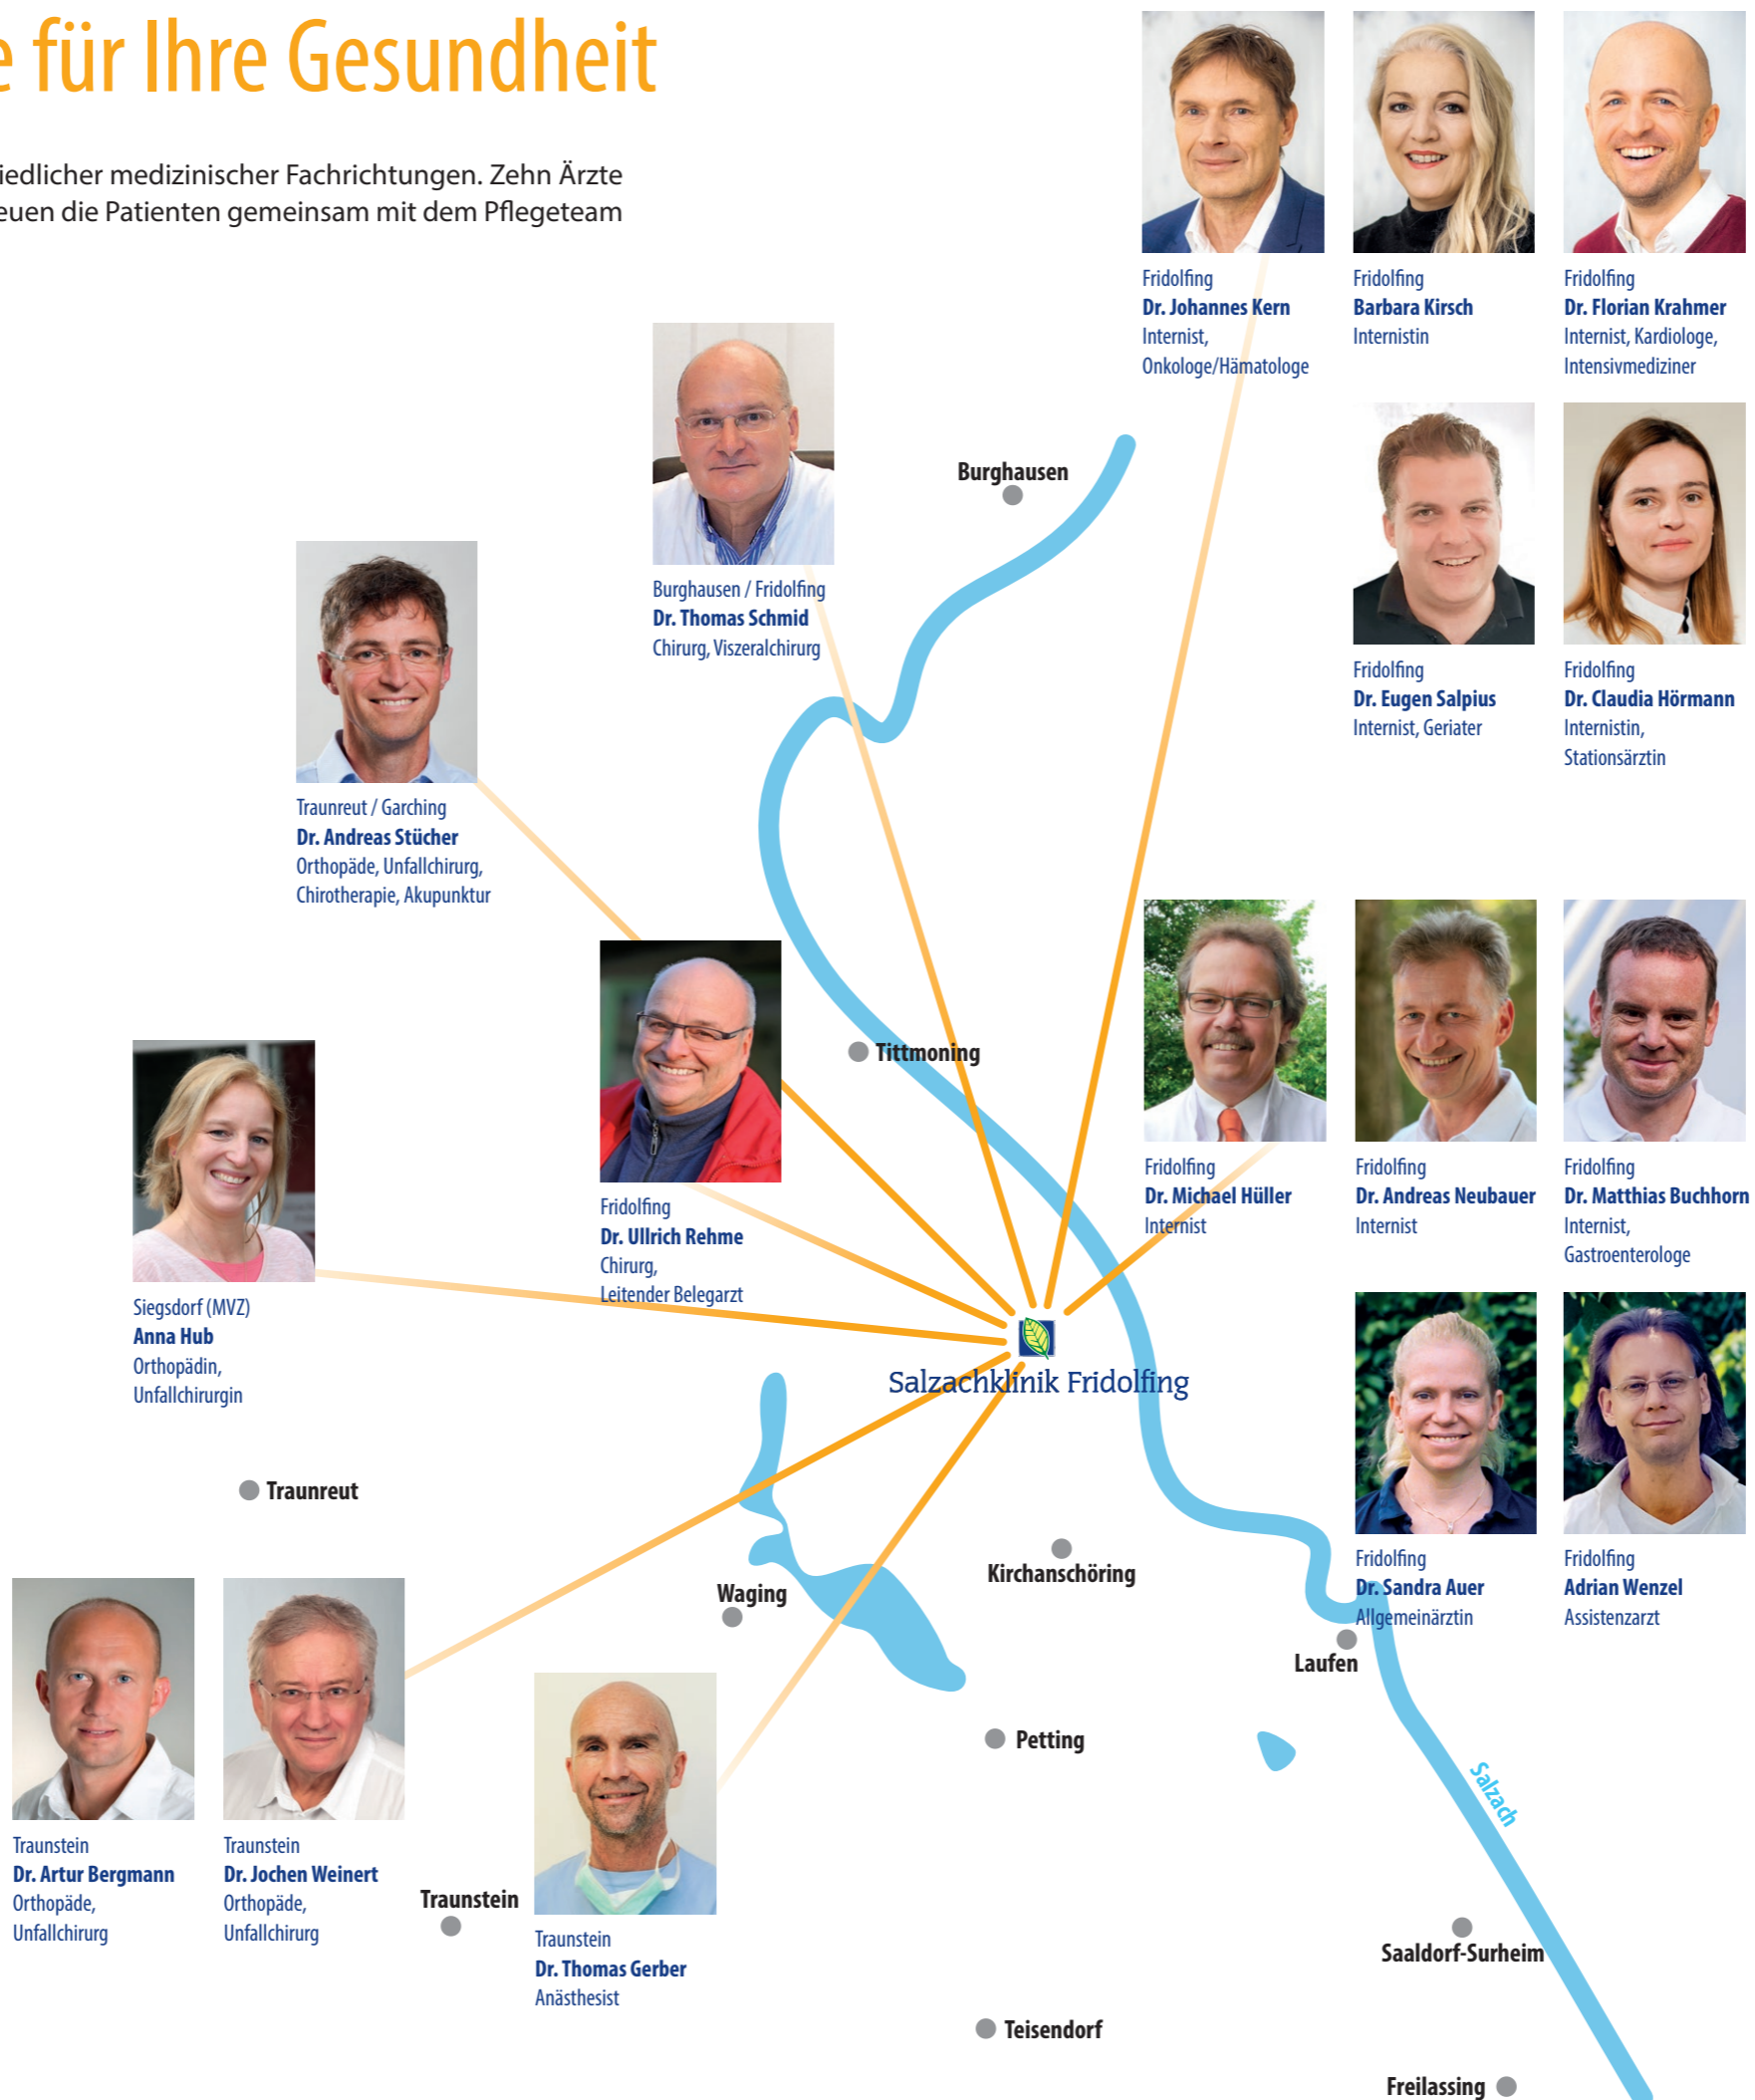 e für Ihre Gesundheit
iedlicher medizinischer Fachrichtungen. Zehn Ärzte
euen die Patienten gemeinsam mit dem Pflegeteam
Fridolfing
Dr. Johannes Kern
Internist,
Onkologe/Hämatologe
Fridolfing
Barbara Kirsch
Internistin
Fridolfing
Dr. Florian Krahmer
Internist, Kardiologe,
Intensivmediziner
Burghausen
Burghausen / Fridolfing
Dr. Thomas Schmid
Chirurg, Viszeralchirurg
Fridolfing
Dr. Eugen Salpius
Internist, Geriater
Fridolfing
Dr. Claudia Hörmann
Internistin,
Stationsärztin
Traunreut / Garching
Dr. Andreas Stücher
Orthopäde, Unfallchirurg,
Chirotherapie, Akupunktur
Tittmoning
Fridolfing
Dr. Michael Hüller
Internist
Fridolfing
Dr. Andreas Neubauer
Internist
Fridolfing
Dr. Matthias Buchhorn
Internist,
Gastroenterologe
Fridolfing
Dr. Ullrich Rehme
Chirurg,
Leitender Belegarzt
Siegsdorf (MVZ)
Anna Hub
Orthopädin,
Unfallchirurgin
Salzachklinik Fridolfing
Traunreut
Kirchanschöring
Waging
Fridolfing
Dr. Sandra Auer
Allgemeinärztin
Fridolfing
Adrian Wenzel
Assistenzarzt
Laufen
Petting
Salzach
Traunstein
Dr. Artur Bergmann
Orthopäde,
Unfallchirurg
Traunstein
Dr. Jochen Weinert
Orthopäde,
Unfallchirurg
Traunstein
Traunstein
Dr. Thomas Gerber
Anästhesist
Saaldorf-Surheim
Teisendorf
Freilassing